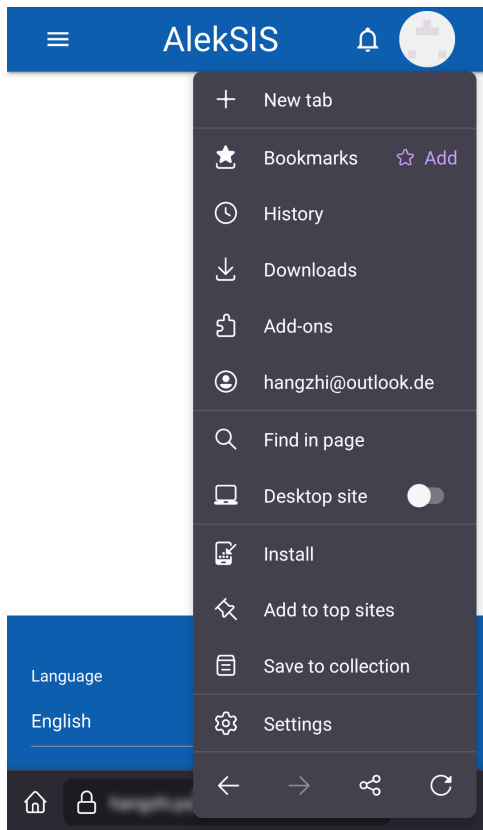 AlekSIS
New tab
Bookmarks Add
History
Downloads
Add-ons
hangzhi@outlook.de
Find in page
Desktop site
Install
Add to top sites
Save to collection
Language
English
Settings